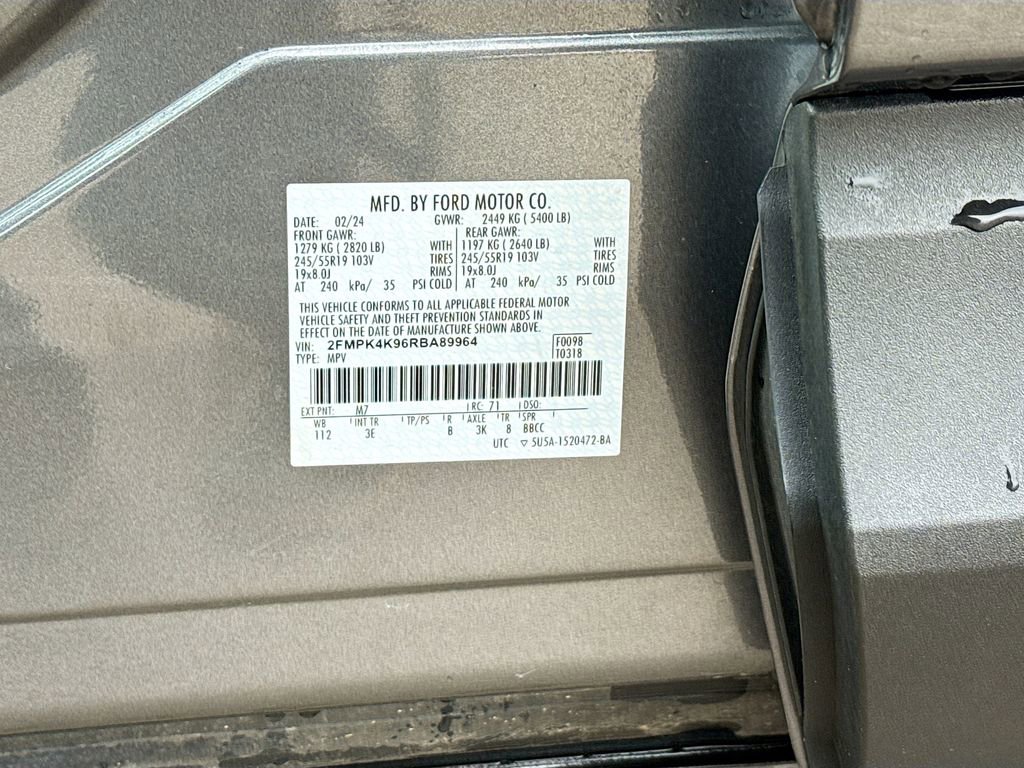 MFD. BY FORD MOTOR CO.
DATE: 02/24 GVWR: 2449 KG ( 5400 LB)
FRONT GAWR: REAR GAWR:
1279 KG ( 2820 LB) WITH 1197 KG ( 2640 LB) WITH
245/55R19 103V TIRES 245/55R19 103V TIRES
19x8.0J RIMS 19x8.0J RIMS
AT 240 kPa/ 35 PSI COLD AT 240 kPa/ 35 PSI COLD
THIS VEHICLE CONFORMS TO ALL APPLICABLE FEDERAL MOTOR
VEHICLE SAFETY AND THEFT PREVENTION STANDARDS IN
EFFECT ON THE DATE OF MANUFACTURE SHOWN ABOVE.
VIN: 2FMPK4K96RBA89964 F0098
TYPE: MPV T0318
EXT PNT: M7 RC: 71 DSO:
WB INT TR TP/PS R AXLE TR SPR
112 3E B 3K 8 BBCC
UTC ▽ 5U5A-1520472-BA